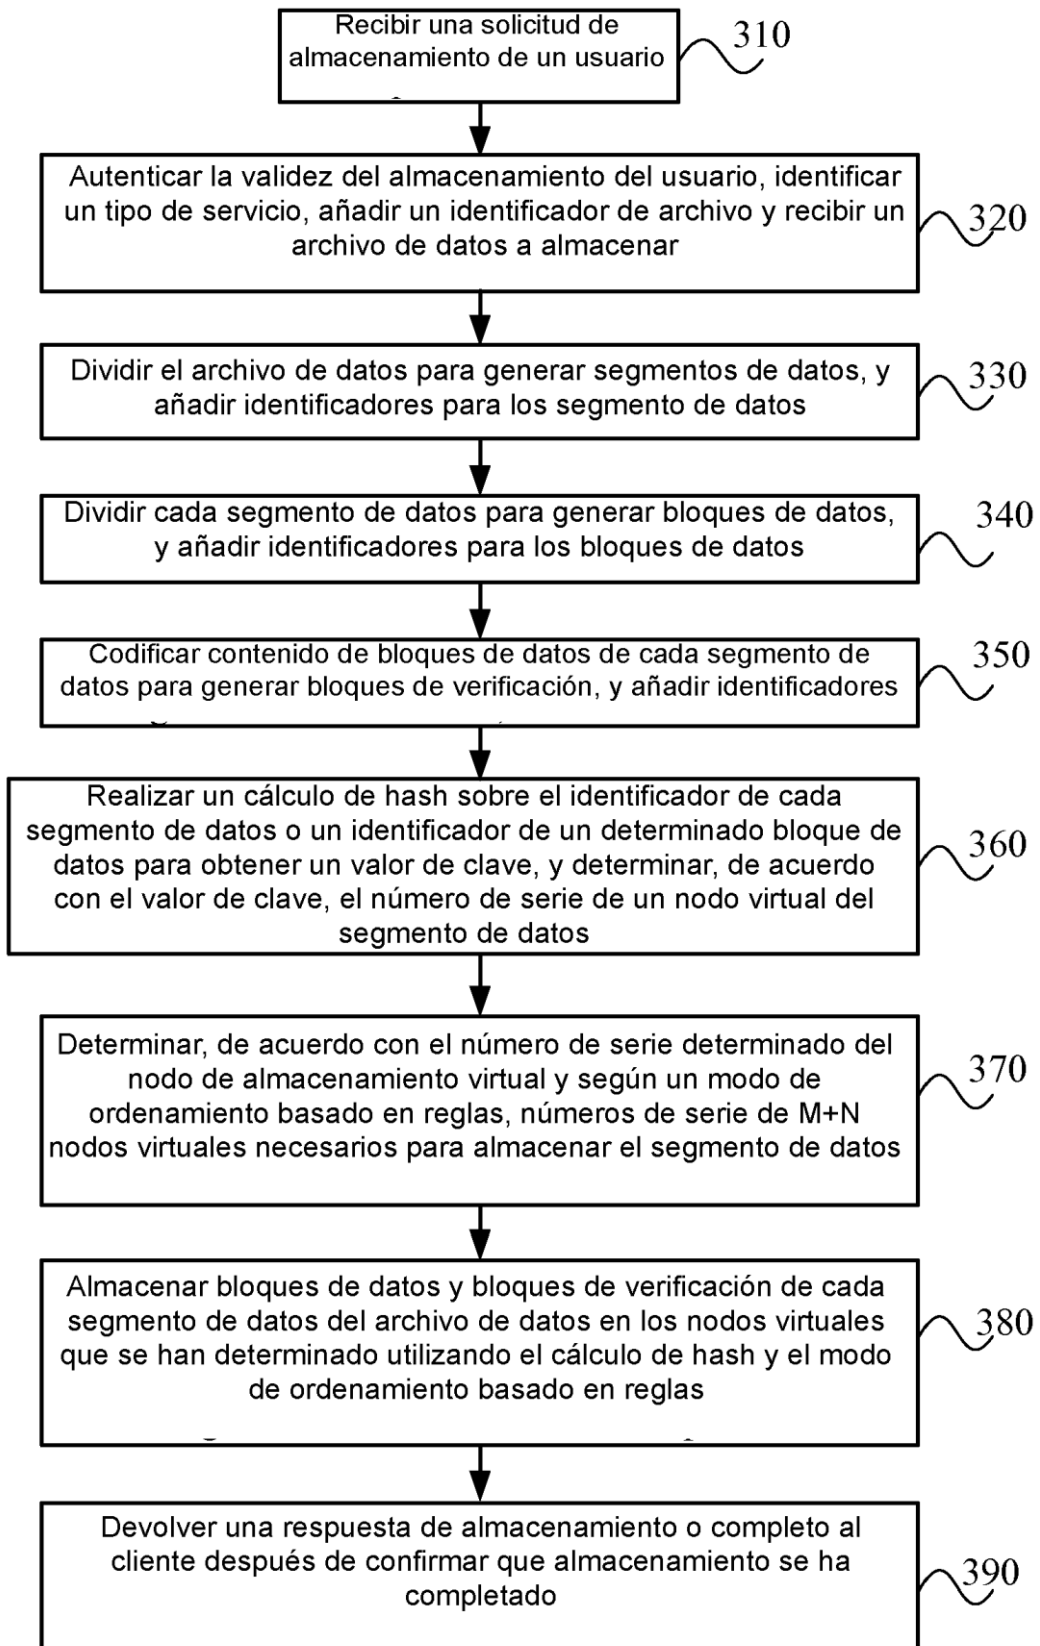 Recibir una solicitud de
almacenamiento de un usuario
310
Autenticar la validez del almacenamiento del usuario, identificar
un tipo de servicio, añadir un identificador de archivo y recibir un
archivo de datos a almacenar
320
Dividir el archivo de datos para generar segmentos de datos, y
añadir identificadores para los segmento de datos
330
Dividir cada segmento de datos para generar bloques de datos,
y añadir identificadores para los bloques de datos
340
Codificar contenido de bloques de datos de cada segmento de
datos para generar bloques de verificación, y añadir identificadores
350
Realizar un cálculo de hash sobre el identificador de cada
segmento de datos o un identificador de un determinado bloque de
datos para obtener un valor de clave, y determinar, de acuerdo
con el valor de clave, el número de serie de un nodo virtual del
segmento de datos
360
Determinar, de acuerdo con el número de serie determinado del
nodo de almacenamiento virtual y según un modo de
ordenamiento basado en reglas, números de serie de M+N
nodos virtuales necesarios para almacenar el segmento de datos
370
Almacenar bloques de datos y bloques de verificación de cada
segmento de datos del archivo de datos en los nodos virtuales
que se han determinado utilizando el cálculo de hash y el modo
de ordenamiento basado en reglas
380
Devolver una respuesta de almacenamiento o completo al
cliente después de confirmar que almacenamiento se ha
completado
390